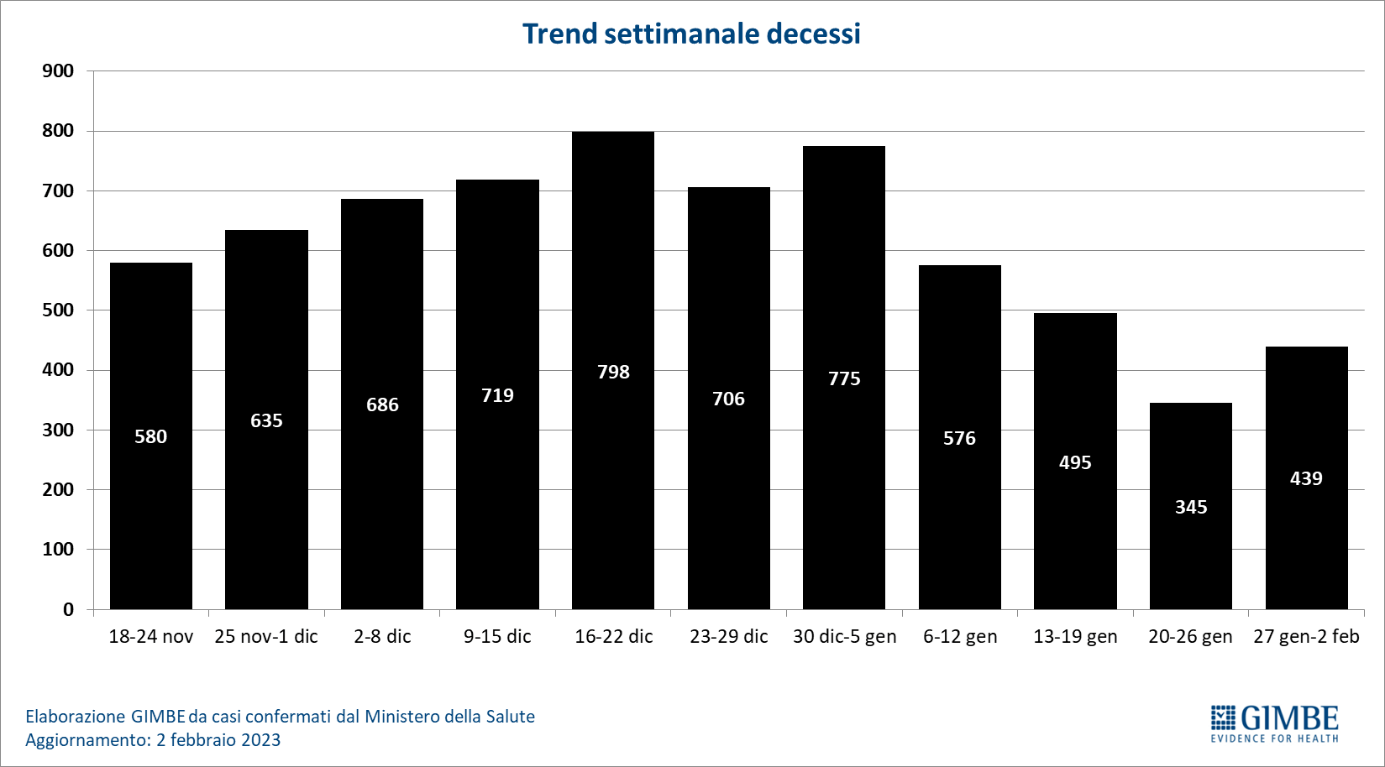 Trend settimanale decessi
900
800
700
600
500
400
300
200
100
0
580
635
686
719
798
706
775
576
495
345
439
18-24 nov
25 nov-1 dic
2-8 dic
9-15 dic
16-22 dic
23-29 dic
30 dic-5 gen
6-12 gen
13-19 gen
20-26 gen
27 gen-2 feb
Elaborazione GIMBE da casi confermati dal Ministero della Salute
Aggiornamento: 2 febbraio 2023
GIMBE
EVIDENCE FOR HEALTH